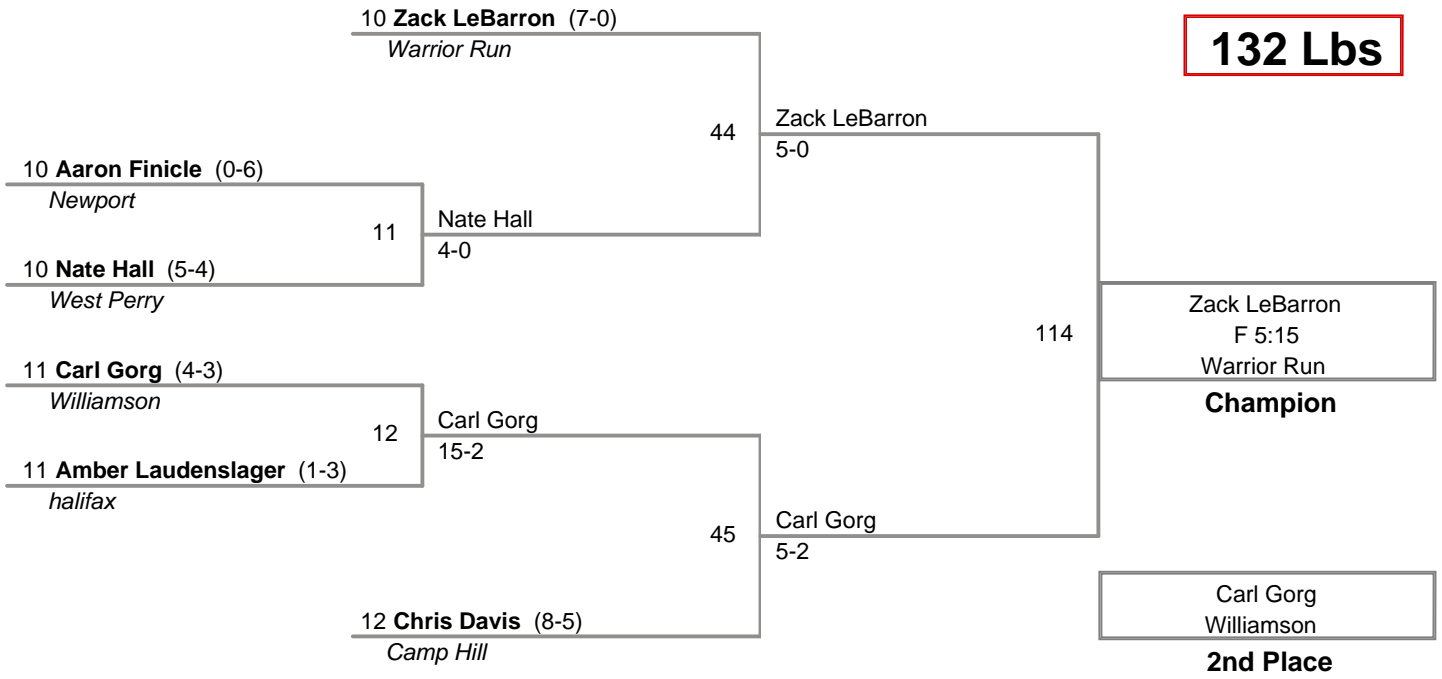 10 Zack LeBarron (7-0)
Warrior Run
132 Lbs
44
Zack LeBarron
5-0
10 Aaron Finicle (0-6)
Newport
11
Nate Hall
4-0
10 Nate Hall (5-4)
West Perry
114
Zack LeBarron
F 5:15
Warrior Run
Champion
11 Carl Gorg (4-3)
Williamson
12
Carl Gorg
15-2
11 Amber Laudenslager (1-3)
halifax
45
Carl Gorg
5-2
12 Chris Davis (8-5)
Camp Hill
Carl Gorg
Williamson
2nd Place